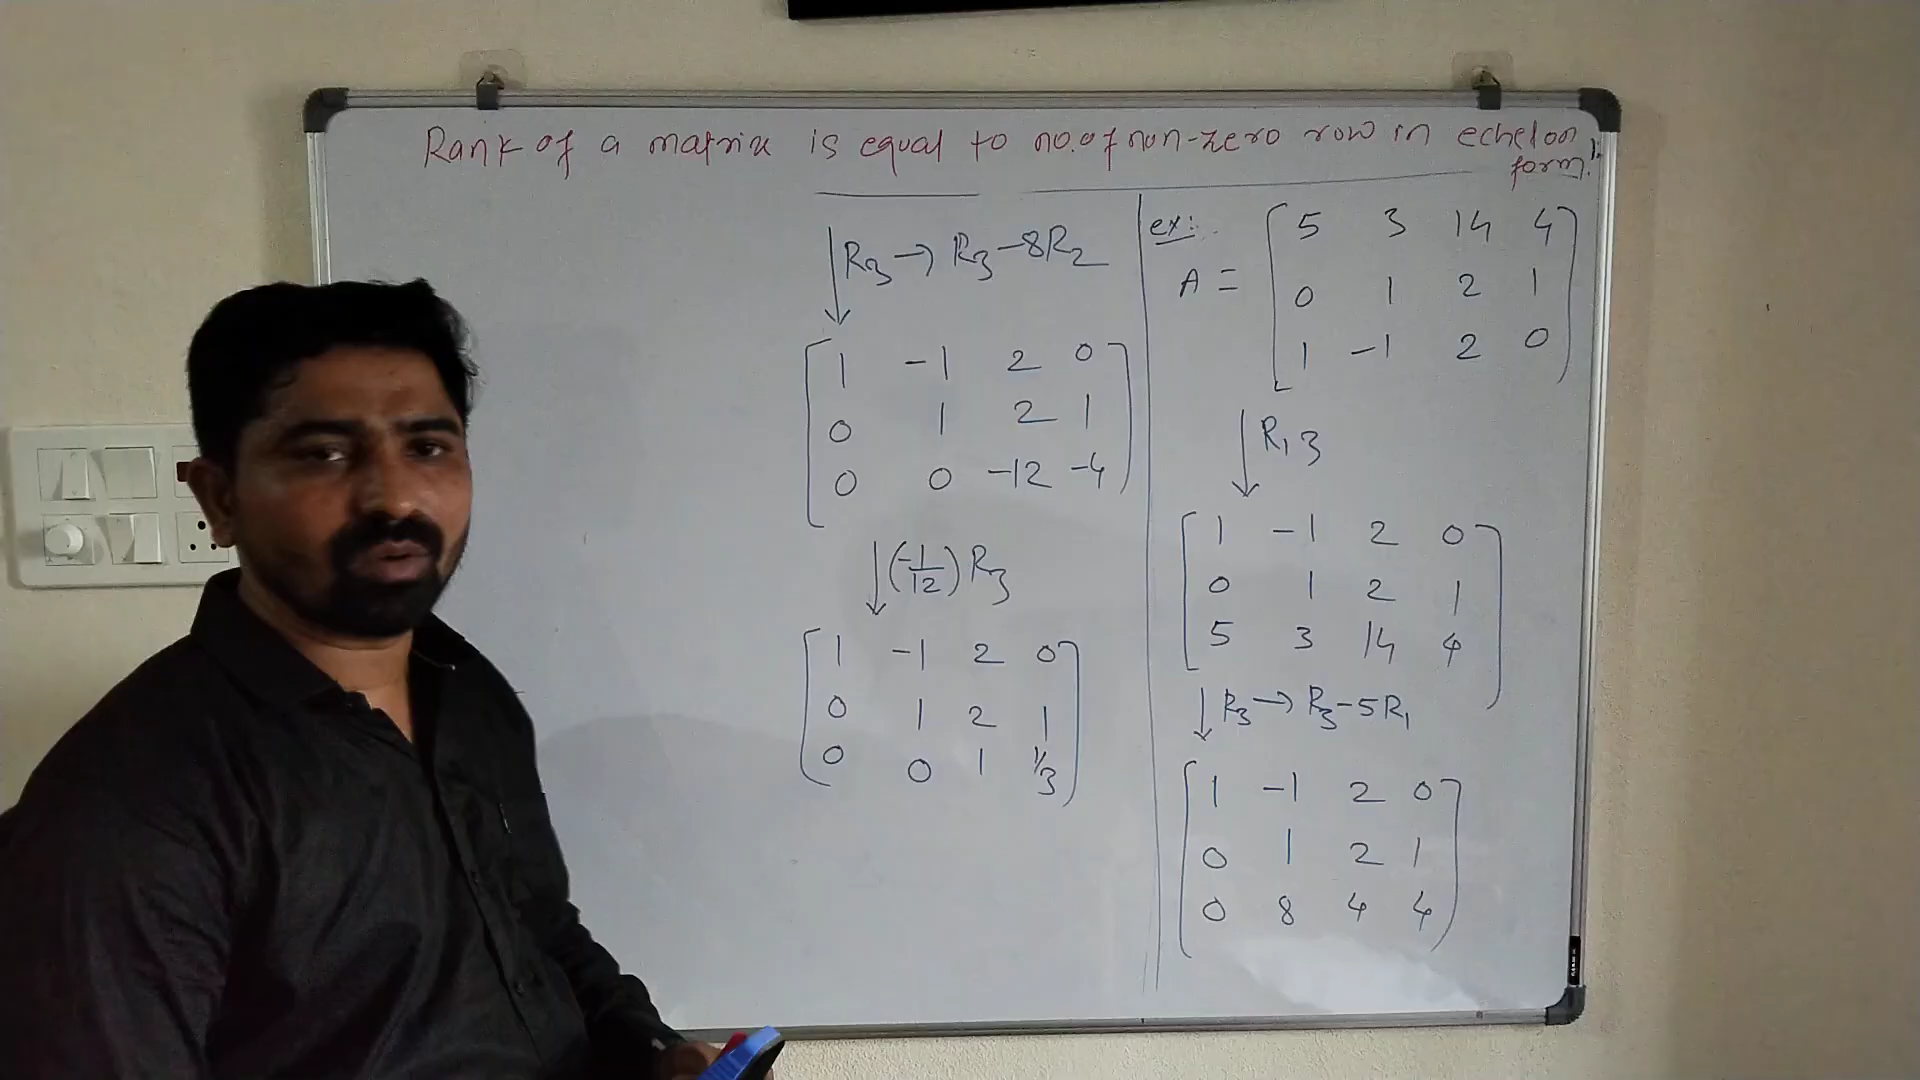 Rank of a matrix is equal to no.of non-zero row in echelon
form!
ex:
A = [ 5 3 14 4
0 1 2 1
1 -1 2 0 ]
↓ R13
[ 1 -1 2 0
0 1 2 1
5 3 14 4 ]
↓ R3 → R3-5R1
[ 1 -1 2 0
0 1 2 1
0 8 4 4 ]
↓ R3 → R3-8R2
[ 1 -1 2 0
0 1 2 1
0 0 -12 -4 ]
↓ (-1/12) R3
[ 1 -1 2 0
0 1 2 1
0 0 1 1/3 ]